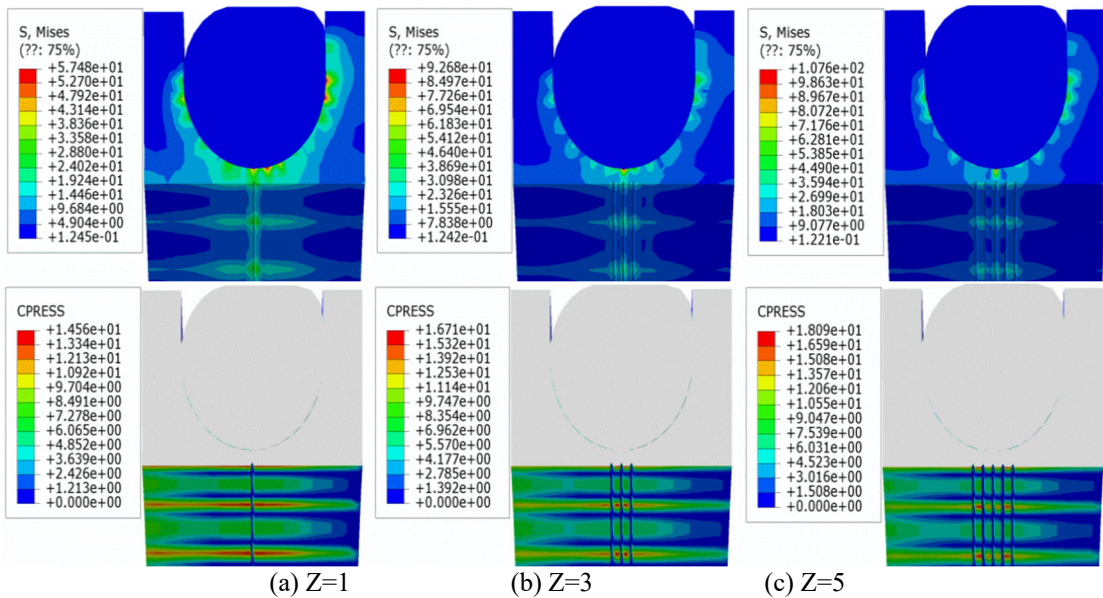 S, Mises
(??: 75%)
+5.748e+01
+5.270e+01
+4.792e+01
+4.314e+01
+3.836e+01
+3.358e+01
+2.880e+01
+2.402e+01
+1.924e+01
+1.446e+01
+9.684e+00
+4.904e+00
+1.245e-01
S, Mises
(??: 75%)
+9.268e+01
+8.497e+01
+7.726e+01
+6.954e+01
+6.183e+01
+5.412e+01
+4.640e+01
+3.869e+01
+3.098e+01
+2.326e+01
+1.555e+01
+7.838e+00
+1.242e-01
S, Mises
(??: 75%)
+1.076e+02
+9.863e+01
+8.967e+01
+8.072e+01
+7.176e+01
+6.281e+01
+5.385e+01
+4.490e+01
+3.594e+01
+2.699e+01
+1.803e+01
+9.077e+00
+1.221e-01
CPRESS
+1.456e+01
+1.334e+01
+1.213e+01
+1.092e+01
+9.704e+00
+8.491e+00
+7.278e+00
+6.065e+00
+4.852e+00
+3.639e+00
+2.426e+00
+1.213e+00
+0.000e+00
CPRESS
+1.671e+01
+1.532e+01
+1.392e+01
+1.253e+01
+1.114e+01
+9.747e+00
+8.354e+00
+6.962e+00
+5.570e+00
+4.177e+00
+2.785e+00
+1.392e+00
+0.000e+00
CPRESS
+1.809e+01
+1.659e+01
+1.508e+01
+1.357e+01
+1.206e+01
+1.055e+01
+9.047e+00
+7.539e+00
+6.031e+00
+4.523e+00
+3.016e+00
+1.508e+00
+0.000e+00
(a) Z=1
(b) Z=3
(c) Z=5